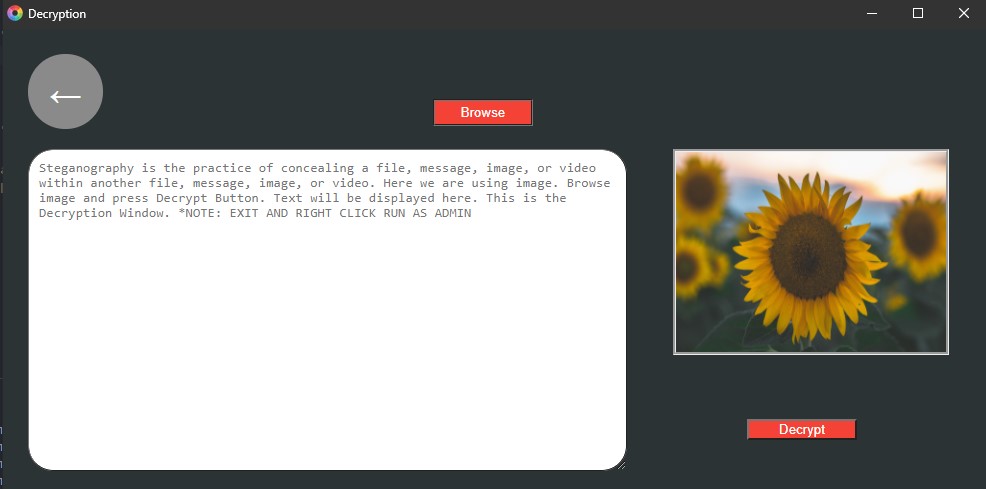 Decryption
←
Browse
Steganography is the practice of concealing a file, message, image, or video
within another file, message, image, or video. Here we are using image. Browse
image and press Decrypt Button. Text will be displayed here. This is the
Decryption Window. *NOTE: EXIT AND RIGHT CLICK RUN AS ADMIN
Decrypt